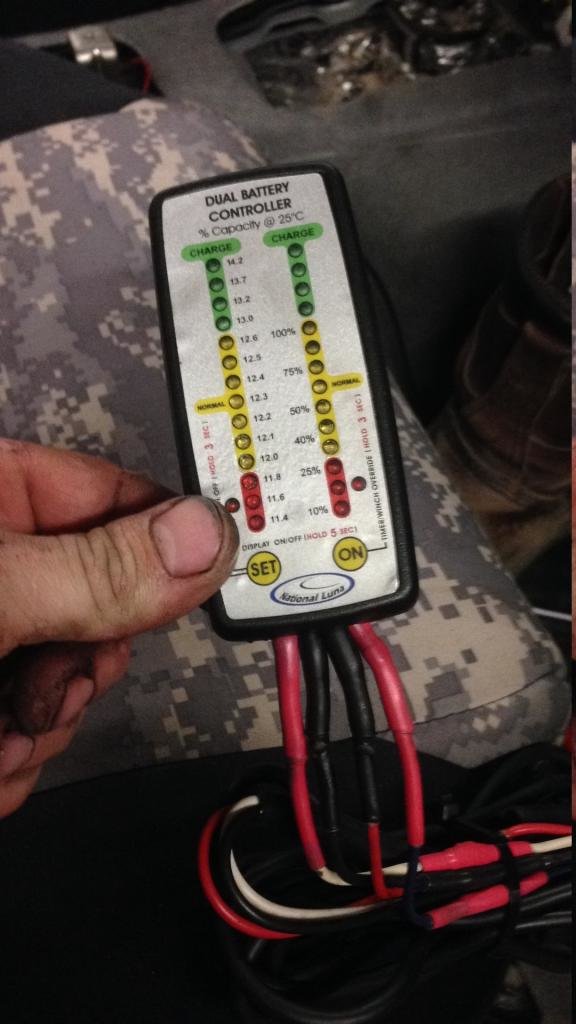 DUAL BATTERY
CONTROLLER
% Capacity @ 25°C
CHARGE CHARGE
14.2
13.7
13.2
13.0
12.6 100%
12.5
12.4 75%
12.3 NORMAL
NORMAL 12.2 50%
12.1
12.0 40%
11.8 25%
11.6
11.4 10%
OFF (HOLD 3 SEC)
TIMER/WINCH OVERRIDE (HOLD 3 SEC)
DISPLAY ON/OFF (HOLD 5 SEC)
SET ON
National Luna